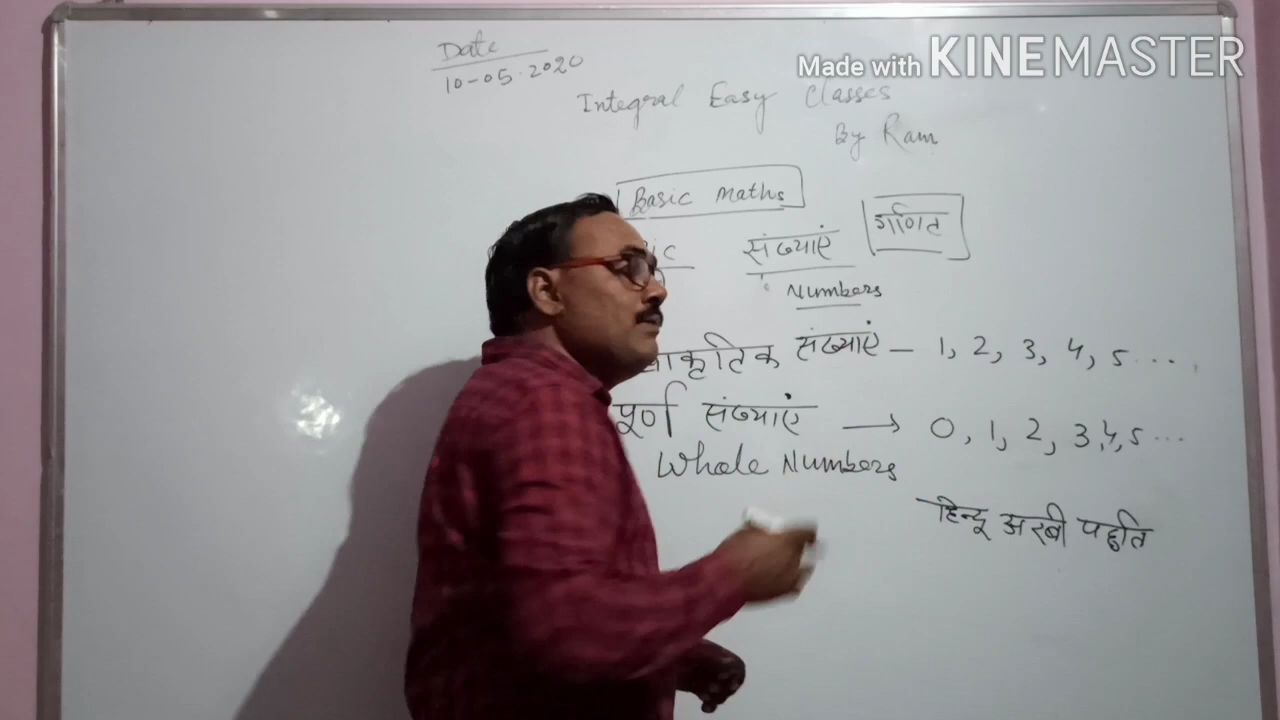 Date
10-05-2020
Made with KINEMASTER
Integral Easy Classes
By Ram
Basic Maths
गणित
संख्याएं
Numbers
संख्याएं – 1, 2, 3, 4, 5 ...
पूर्ण संख्याएं → 0, 1, 2, 3, 4, 5 ...
Whole Numbers
हिन्दू अरबी पद्धति